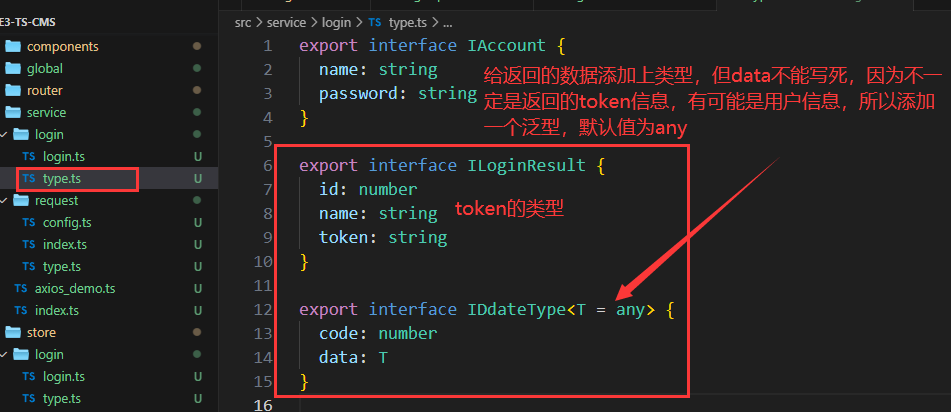 E3-TS-CMS
components
global
router
service
login
TS login.ts U
TS type.ts U
request
TS config.ts U
TS index.ts U
TS type.ts U
TS axios_demo.ts U
TS index.ts U
store
login
TS login.ts U
TS type.ts U
src > service > login > TS type.ts > ...
1 export interface IAccount {
2 name: string
3 password: string
4 }
5
6 export interface ILoginResult {
7 id: number
8 name: string
9 token: string
10 }
11
12 export interface IDdateType<T = any> {
13 code: number
14 data: T
15 }
16
给返回的数据添加上类型，但data不能写死，因为不一
定是返回的token信息，有可能是用户信息，所以添加
一个泛型，默认值为any
token的类型